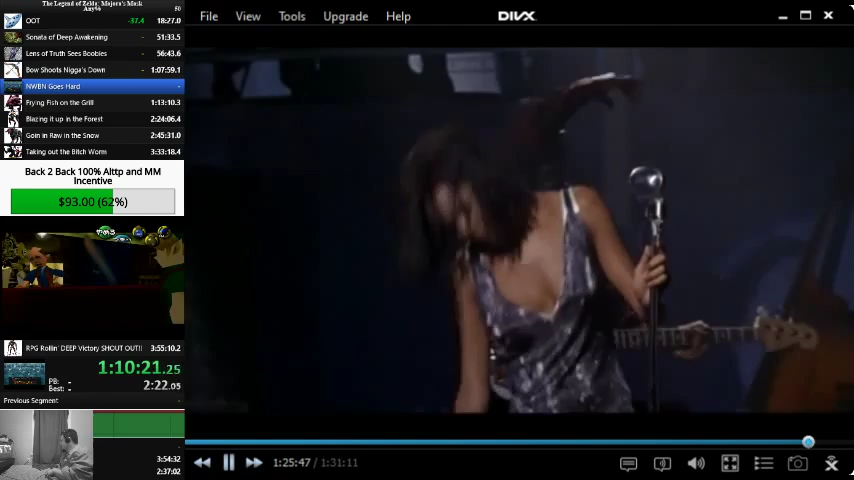 The Legend of Zelda: Majora's Mask
Any% 50
OOT -37.4 18:27.0
Sonata of Deep Awakening - 51:33.5
Lens of Truth Sees Boobies - 56:43.6
Bow Shoots Nigga's Down - 1:07:59.1
NWBN Goes Hard -
Frying Fish on the Grill 1:13:10.3
Blazing it up in the Forest 2:24:06.4
Goin in Raw in the Snow 2:45:31.0
Taking out the Bitch Worm 3:33:18.4
Back 2 Back 100% Alttp and MM
Incentive
$93.00 (62%)
RPG Rollin' DEEP Victory SHOUT OUT!! 3:55:10.2
1:10:21.25
PB: -
Best: -
2:22.05
Previous Segment -
-
3:54:32
2:37:02
File View Tools Upgrade Help
DIVX
1:25:47 / 1:31:11